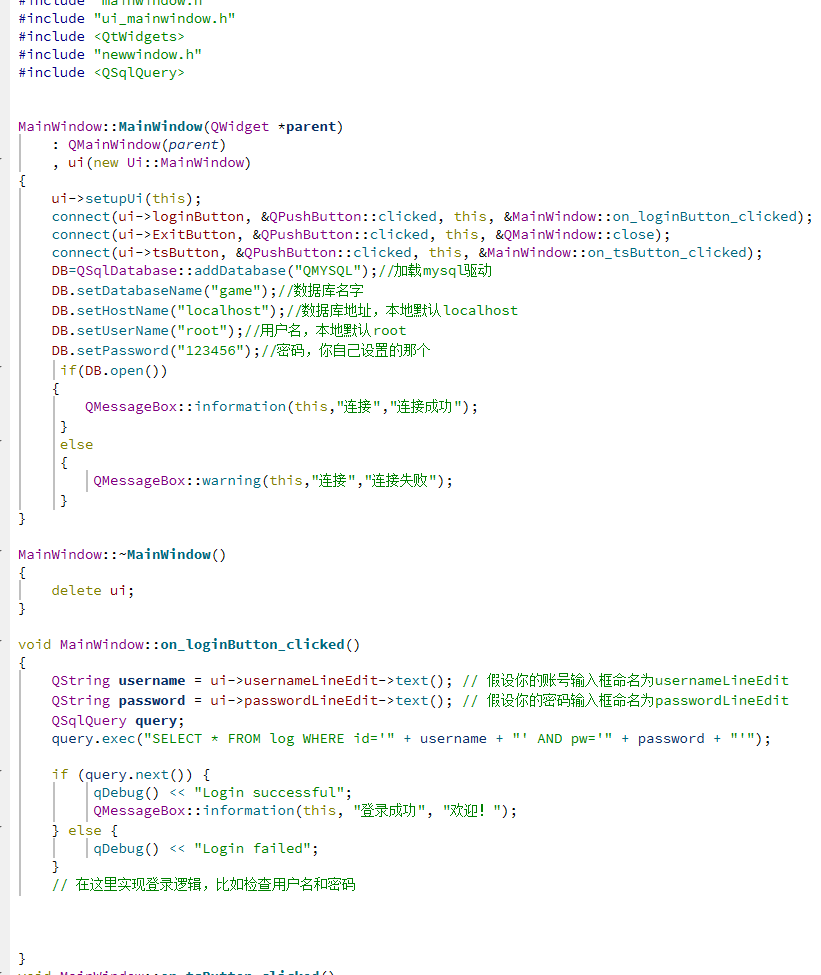 #include "mainwindow.h"
#include "ui_mainwindow.h"
#include <QtWidgets>
#include "newwindow.h"
#include <QSqlQuery>
MainWindow::MainWindow(QWidget *parent)
: QMainWindow(parent)
, ui(new Ui::MainWindow)
{
ui->setupUi(this);
connect(ui->loginButton, &QPushButton::clicked, this, &MainWindow::on_loginButton_clicked);
connect(ui->ExitButton, &QPushButton::clicked, this, &QMainWindow::close);
connect(ui->tsButton, &QPushButton::clicked, this, &MainWindow::on_tsButton_clicked);
DB=QSqlDatabase::addDatabase("QMYSQL");//加载mysql驱动
DB.setDatabaseName("game");//数据库名字
DB.setHostName("localhost");//数据库地址，本地默认localhost
DB.setUserName("root");//用户名，本地默认root
DB.setPassword("123456");//密码，你自己设置的那个
if(DB.open())
{
QMessageBox::information(this,"连接","连接成功");
}
else
{
QMessageBox::warning(this,"连接","连接失败");
}
}
MainWindow::~MainWindow()
{
delete ui;
}
void MainWindow::on_loginButton_clicked()
{
QString username = ui->usernameLineEdit->text(); // 假设你的账号输入框命名为usernameLineEdit
QString password = ui->passwordLineEdit->text(); // 假设你的密码输入框命名为passwordLineEdit
QSqlQuery query;
query.exec("SELECT * FROM log WHERE id='" + username + "' AND pw='" + password + "'");
if (query.next()) {
qDebug() << "Login successful";
QMessageBox::information(this, "登录成功", "欢迎！");
} else {
qDebug() << "Login failed";
}
// 在这里实现登录逻辑，比如检查用户名和密码
}
void MainWindow::on_tsButton_clicked()